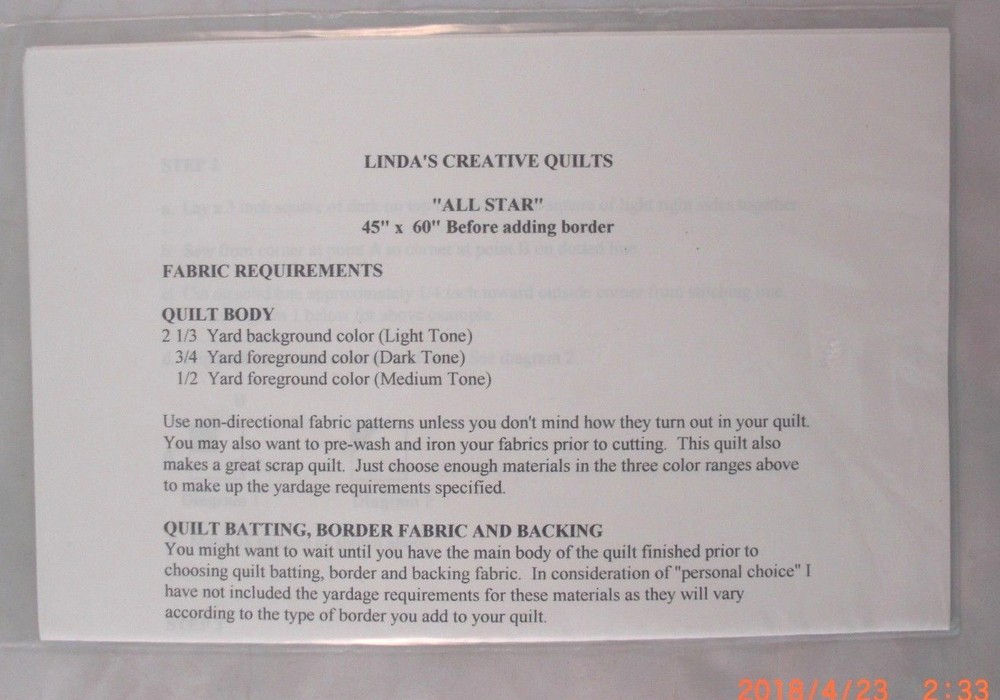 LINDA'S CREATIVE QUILTS
"ALL STAR"
45" x 60" Before adding border
FABRIC REQUIREMENTS
QUILT BODY
2 1/3 Yard background color (Light Tone)
3/4 Yard foreground color (Dark Tone)
1/2 Yard foreground color (Medium Tone)
Use non-directional fabric patterns unless you don't mind how they turn out in your quilt.
You may also want to pre-wash and iron your fabrics prior to cutting. This quilt also
makes a great scrap quilt. Just choose enough materials in the three color ranges above
to make up the yardage requirements specified.
QUILT BATTING, BORDER FABRIC AND BACKING
You might want to wait until you have the main body of the quilt finished prior to
choosing quilt batting, border and backing fabric. In consideration of "personal choice" I
have not included the yardage requirements for these materials as they will vary
according to the type of border you add to your quilt.
2018/4/23 2:33